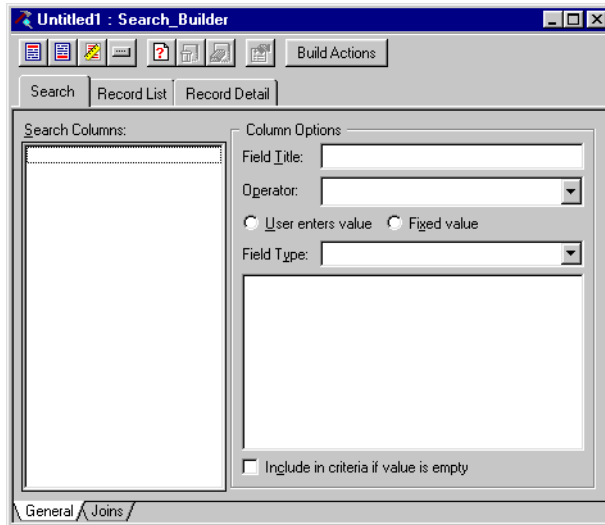 Untitled1 : Search_Builder
?
Build Actions
Search Record List Record Detail
Search Columns:
Column Options
Field Title:
Operator:
User enters value Fixed value
Field Type:
Include in criteria if value is empty
General Joins